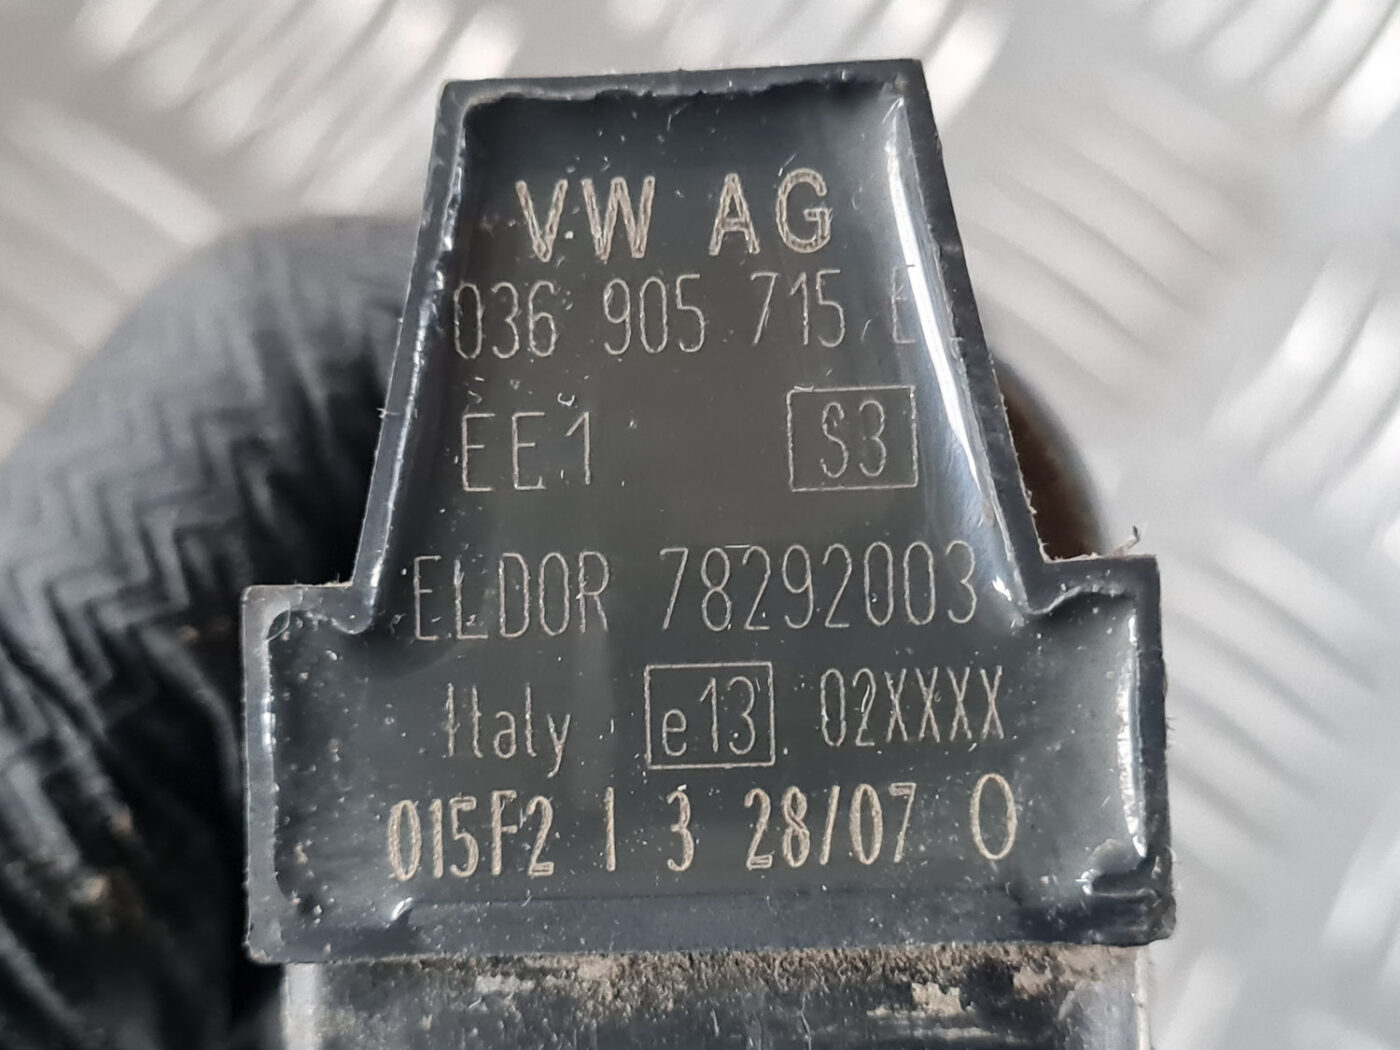 VW AG
036 905 715 E
EE1 S3
ELDOR 78292003
Italy e13 02XXXX
015F2 1 3 28/07 0